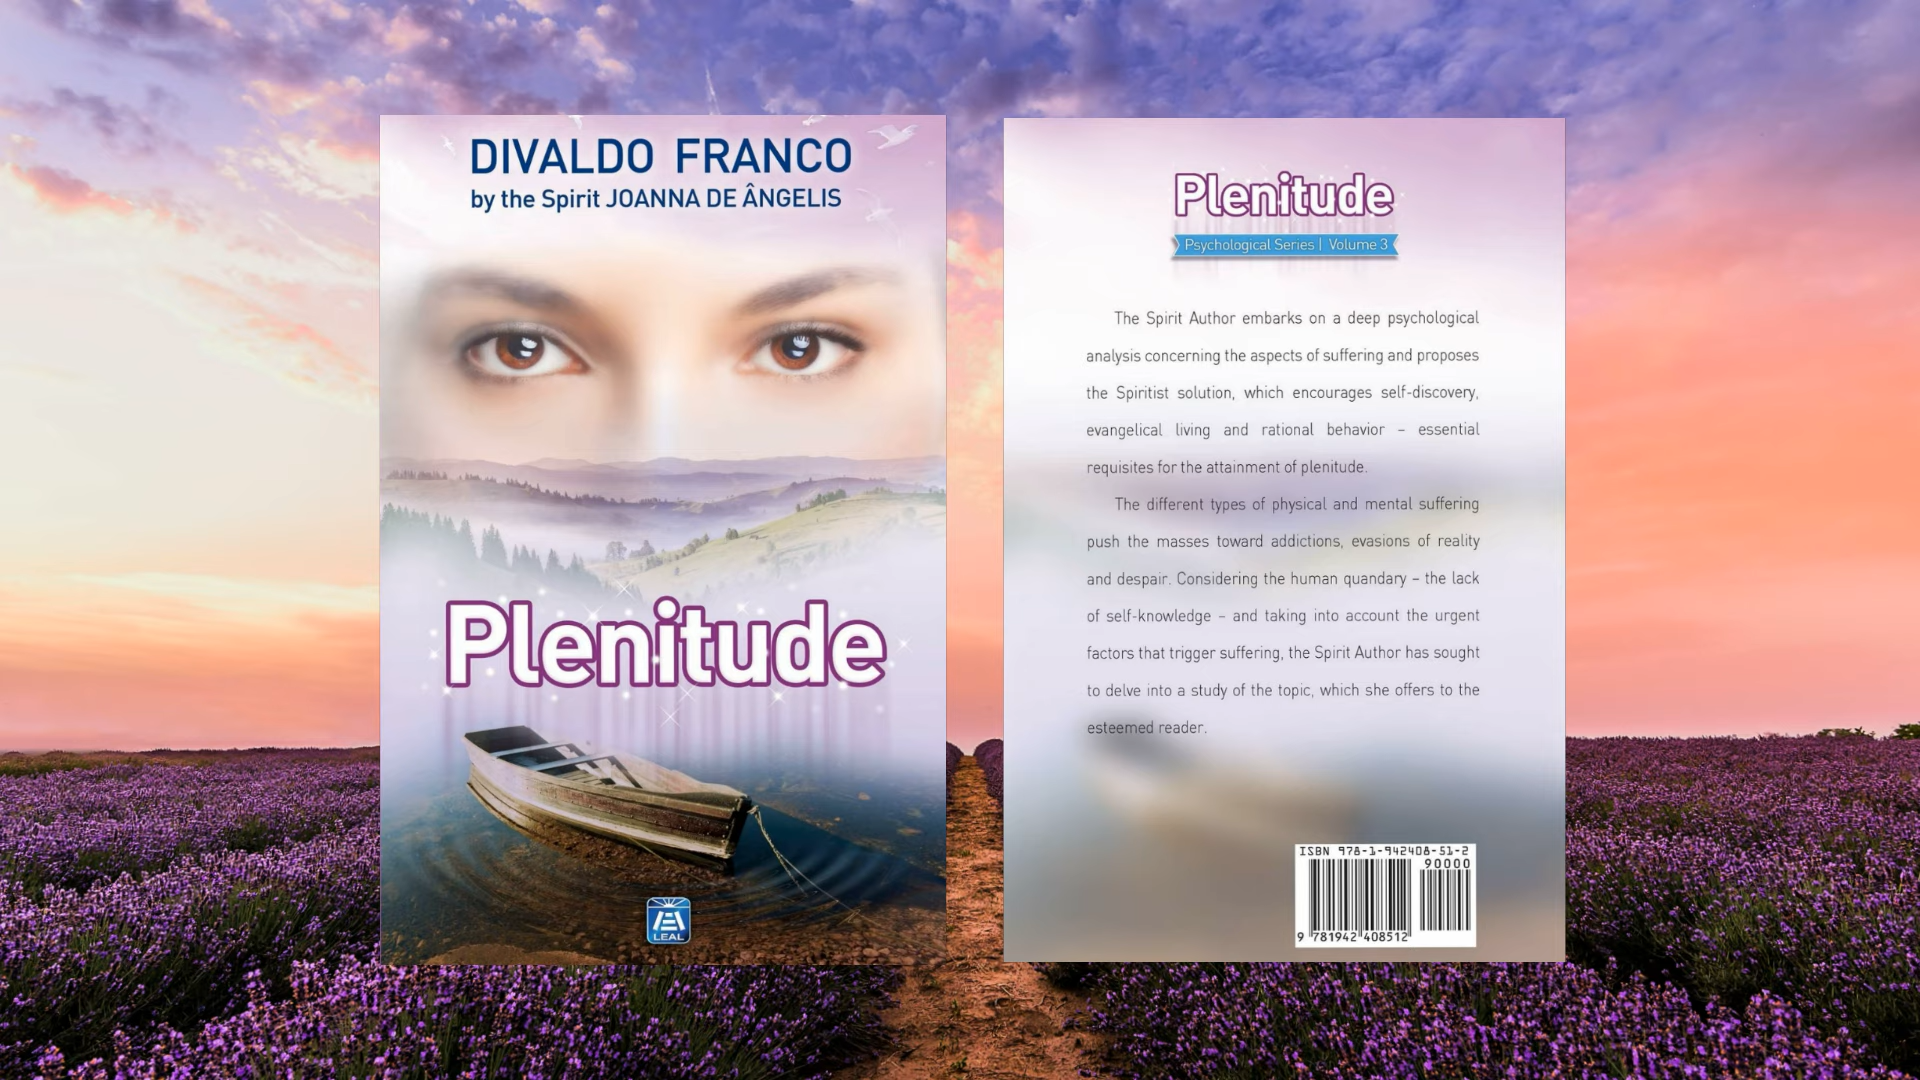 DIVALDO FRANCO
by the Spirit JOANNA DE ÂNGELIS
Plenitude
LEAL
Plenitude
Psychological Series | Volume 3
The Spirit Author embarks on a deep psychological
analysis concerning the aspects of suffering and proposes
the Spiritist solution, which encourages self-discovery,
evangelical living and rational behavior – essential
requisites for the attainment of plenitude.
The different types of physical and mental suffering
push the masses toward addictions, evasions of reality
and despair. Considering the human quandary – the lack
of self-knowledge – and taking into account the urgent
factors that trigger suffering, the Spirit Author has sought
to delve into a study of the topic, which she offers to the
esteemed reader.
ISBN 978-1-942408-51-2
90000
9 781942 408512